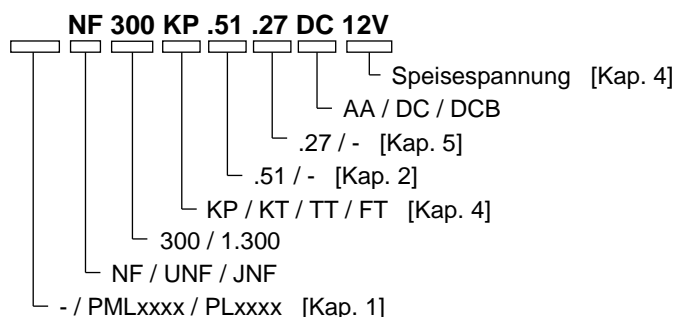 NF 300 KP .51 .27 DC 12V
Speisespannung [Kap. 4]
AA / DC / DCB
.27 / - [Kap. 5]
.51 / - [Kap. 2]
KP / KT / TT / FT [Kap. 4]
300 / 1.300
NF / UNF / JNF
- / PMLxxxx / PLxxxx [Kap. 1]